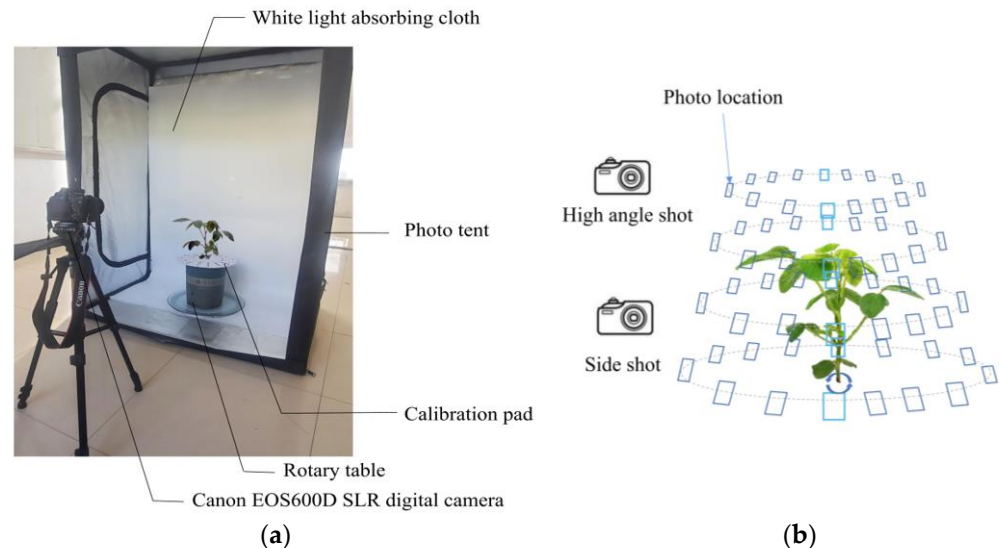 White light absorbing cloth
Photo tent
Canon
Calibration pad
Rotary table
Canon EOS600D SLR digital camera
(a)
Photo location
High angle shot
Side shot
(b)